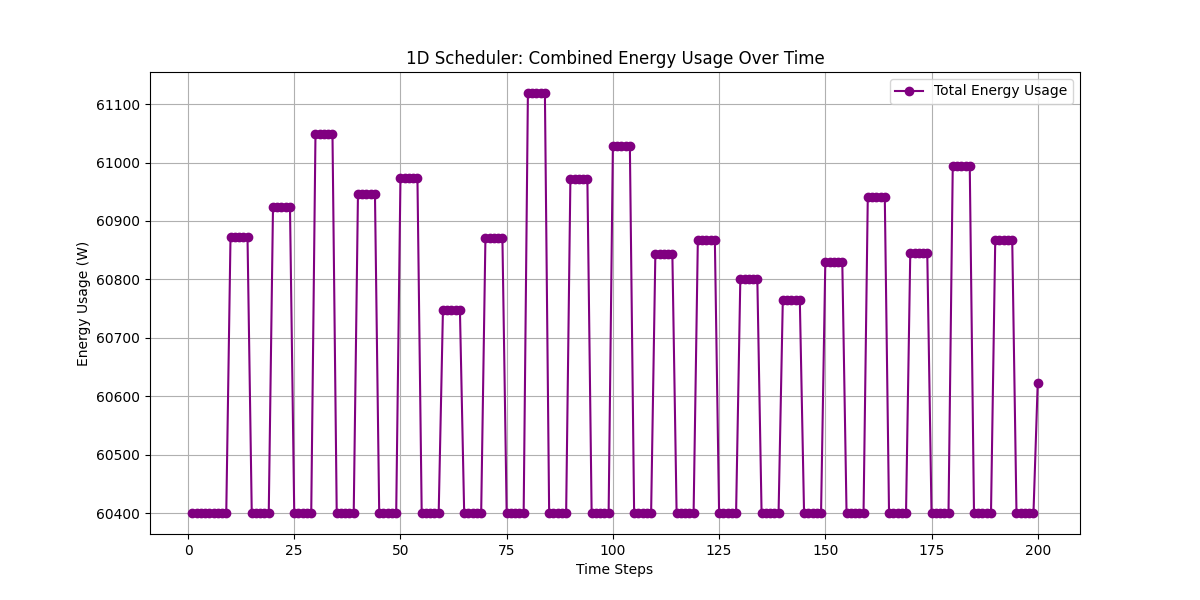 1D Scheduler: Combined Energy Usage Over Time
Total Energy Usage
Energy Usage (W)
61100
61000
60900
60800
60700
60600
60500
60400
0 25 50 75 100 125 150 175 200
Time Steps